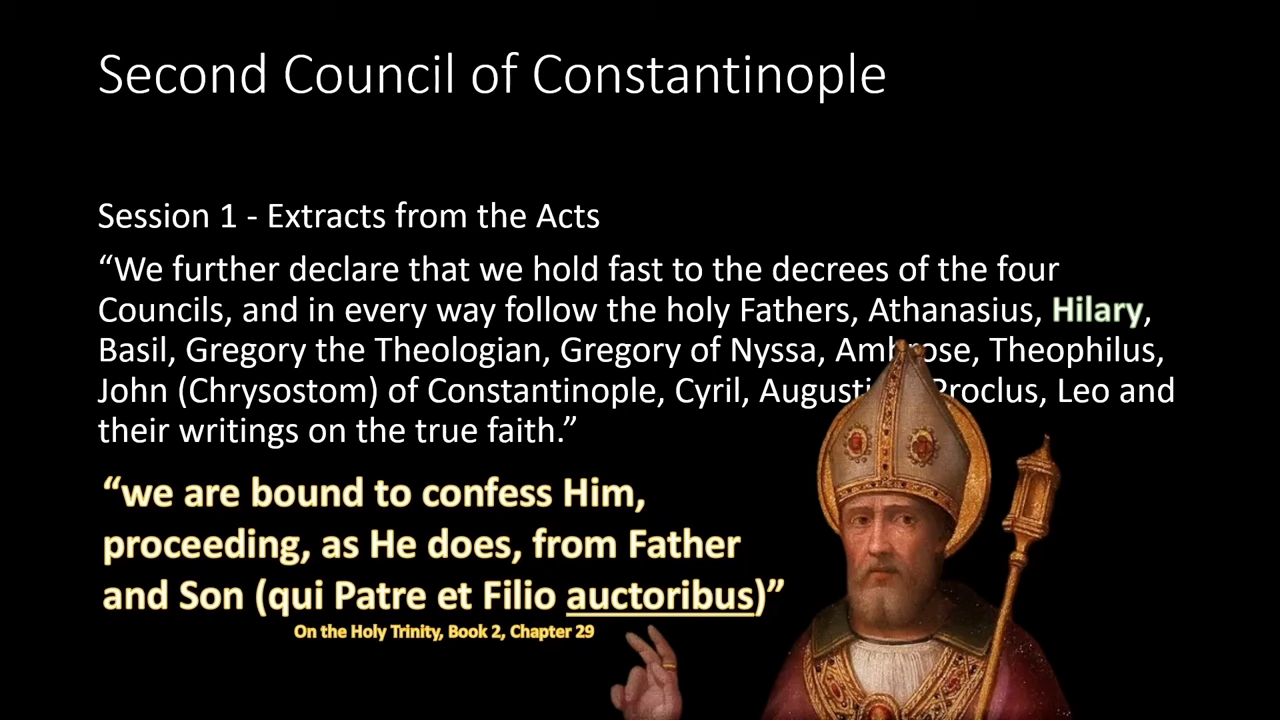 Second Council of Constantinople
Session 1 - Extracts from the Acts
“We further declare that we hold fast to the decrees of the four
Councils, and in every way follow the holy Fathers, Athanasius, Hilary,
Basil, Gregory the Theologian, Gregory of Nyssa, Ambrose, Theophilus,
John (Chrysostom) of Constantinople, Cyril, Augustine, Proclus, Leo and
their writings on the true faith.”
“we are bound to confess Him,
proceeding, as He does, from Father
and Son (qui Patre et Filio auctoribus)”
On the Holy Trinity, Book 2, Chapter 29